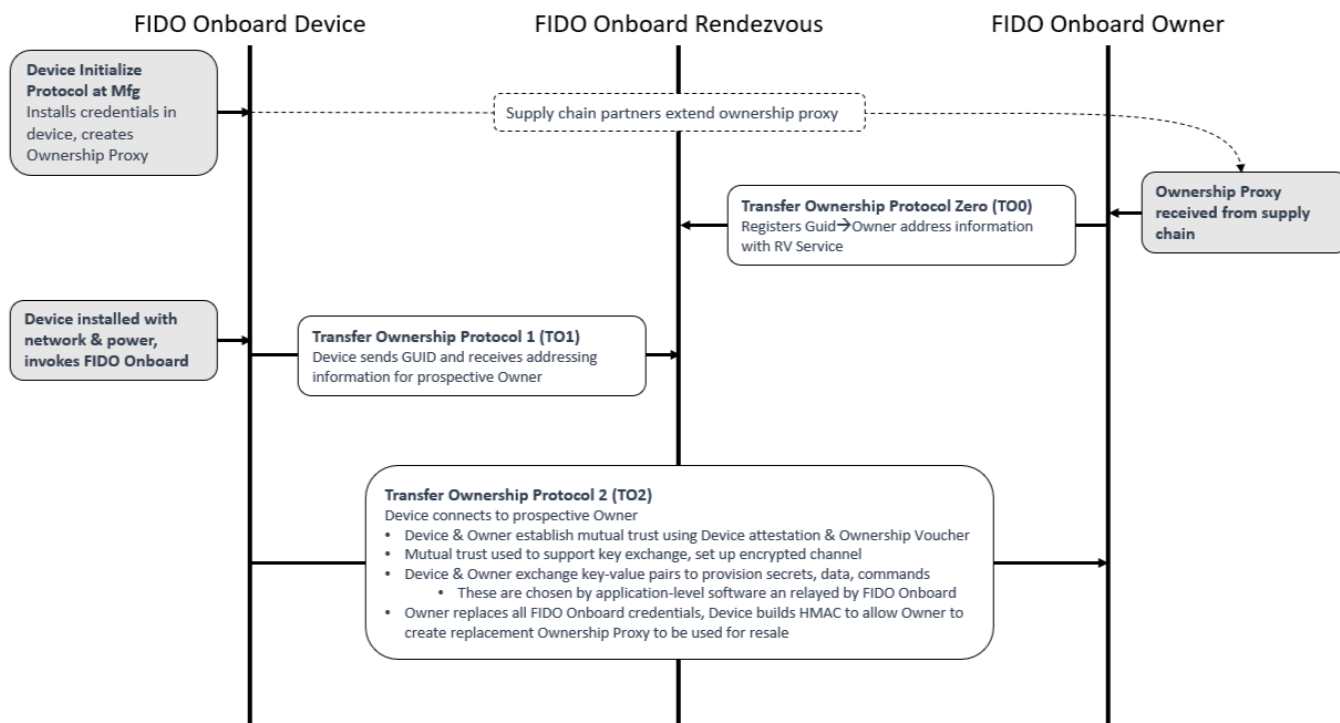 FIDO Onboard Device
FIDO Onboard Rendezvous
FIDO Onboard Owner
Device Initialize
Protocol at Mfg
Installs credentials in
device, creates
Ownership Proxy
Supply chain partners extend ownership proxy
Ownership Proxy
received from supply
chain
Transfer Ownership Protocol Zero (TO0)
Registers Guid→Owner address information
with RV Service
Device installed with
network & power,
invokes FIDO Onboard
Transfer Ownership Protocol 1 (TO1)
Device sends GUID and receives addressing
information for prospective Owner
Transfer Ownership Protocol 2 (TO2)
Device connects to prospective Owner
• Device & Owner establish mutual trust using Device attestation & Ownership Voucher
• Mutual trust used to support key exchange, set up encrypted channel
• Device & Owner exchange key-value pairs to provision secrets, data, commands
• These are chosen by application-level software an relayed by FIDO Onboard
• Owner replaces all FIDO Onboard credentials, Device builds HMAC to allow Owner to
create replacement Ownership Proxy to be used for resale